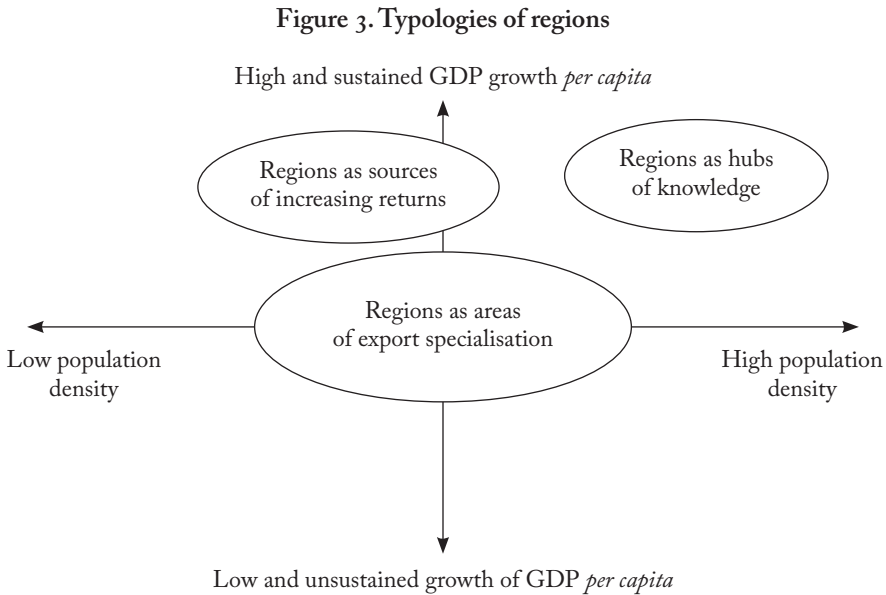 Figure 3. Typologies of regions
High and sustained GDP growth per capita
Regions as sources
of increasing returns
Regions as hubs
of knowledge
Regions as areas
of export specialisation
Low population
density
High population
density
Low and unsustained growth of GDP per capita